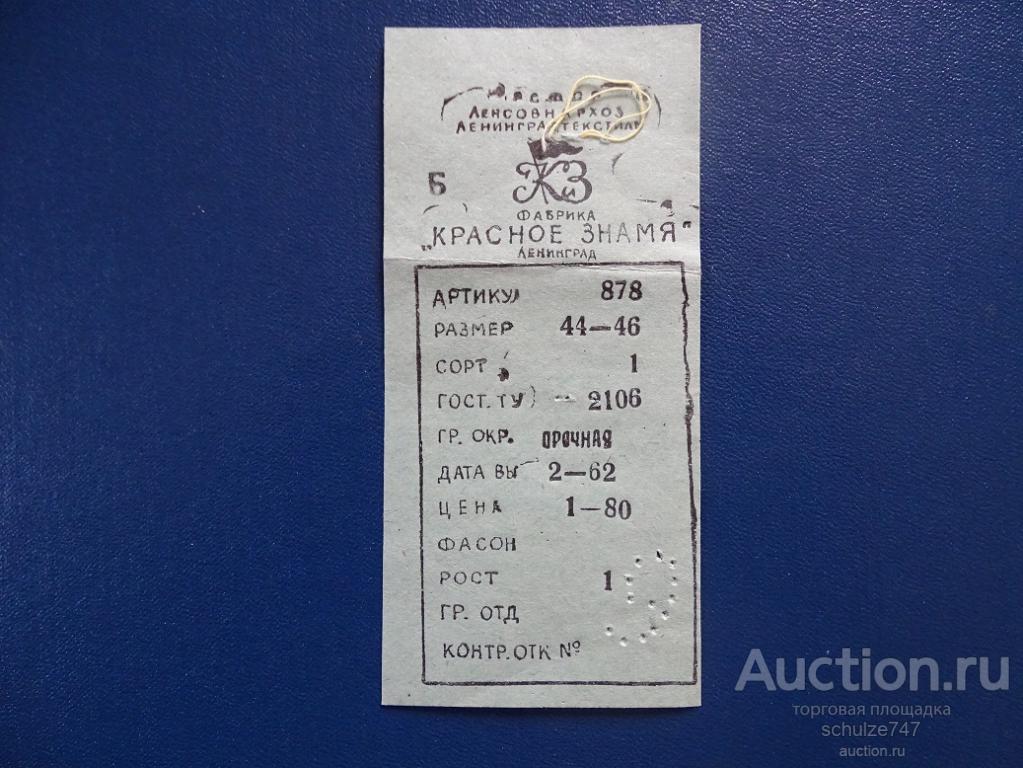 РСФСР
ЛЕНСОВНАРХОЗ
ЛЕНИНГРАДТЕКСТИЛЬ
Б
КЗ
ФАБРИКА
„КРАСНОЕ ЗНАМЯ"
ЛЕНИНГРАД
АРТИКУЛ 878
РАЗМЕР 44—46
СОРТ 1
ГОСТ. ТУ 2106
ГР. ОКР. ПРОЧНАЯ
ДАТА ВЫ 2—62
ЦЕНА 1—80
ФАСОН
РОСТ 1
ГР. ОТД
КОНТР. ОТК №
Auction.ru
торговая площадка
schulze747
auction.ru